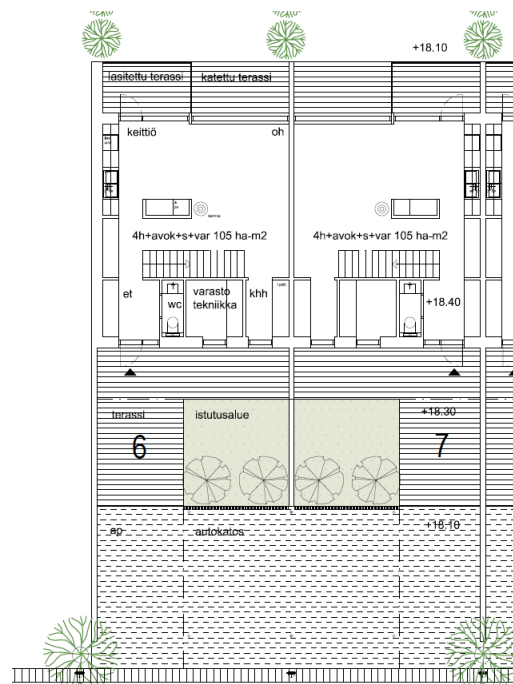 +18.10
lasitettu terassi
katettu terassi
keittiö
oh
4h+avok+s+var 105 ha-m2
4h+avok+s+var 105 ha-m2
et
wc
varasto
tekniikka
khh
+18.40
terassi
istutusalue
+18.30
6
7
ap
autokatos
+18.10